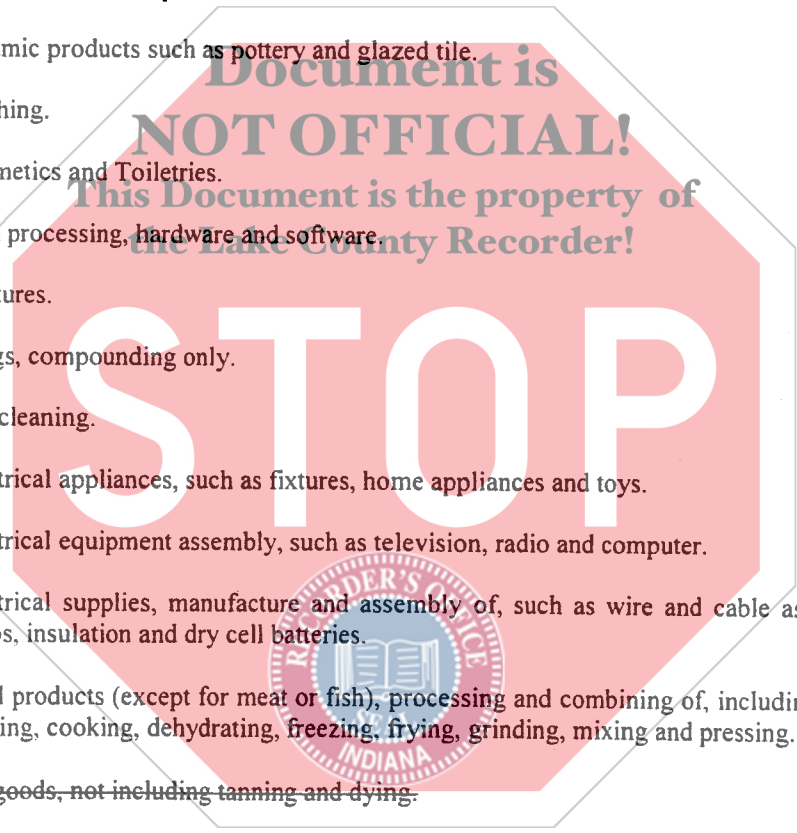 mic products such as pottery and glazed tile.
Document is
hing.
NOT OFFICIAL!
netics and Toiletries.
This Document is the property of
processing, hardware and software.
the Lake County Recorder!
tures.
gs, compounding only.
STOP
cleaning.
trical appliances, such as fixtures, home appliances and toys.
trical equipment assembly, such as television, radio and computer.
RECORDER'S OFFICE
trical supplies, manufacture and assembly of, such as wire and cable as
s, insulation and dry cell batteries.
l products (except for meat or fish), processing and combining of, includin
SEAL
ing, cooking, dehydrating, freezing, frying, grinding, mixing and pressing.
INDIANA
goods, not including tanning and dying.